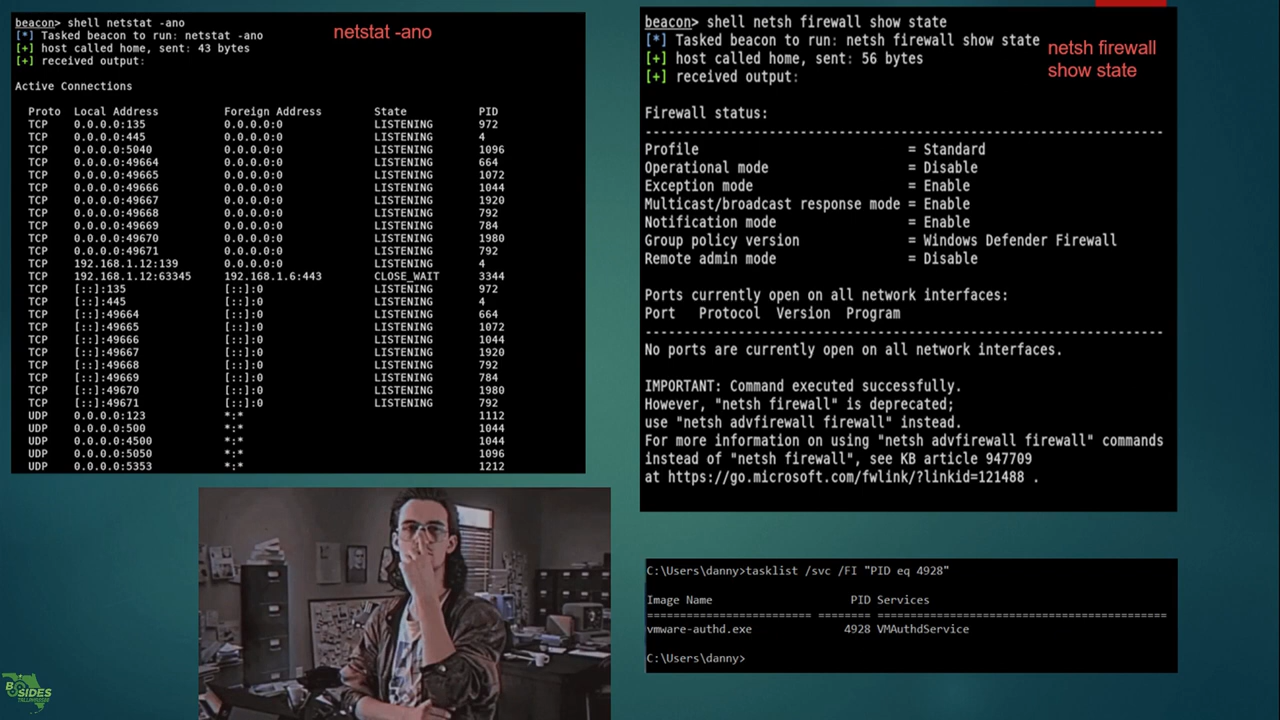 beacon> shell netstat -ano
[*] Tasked beacon to run: netstat -ano
[+] host called home, sent: 43 bytes
[+] received output:
Active Connections
Proto Local Address Foreign Address State PID
TCP 0.0.0.0:135 0.0.0.0:0 LISTENING 972
TCP 0.0.0.0:445 0.0.0.0:0 LISTENING 4
TCP 0.0.0.0:5040 0.0.0.0:0 LISTENING 1096
TCP 0.0.0.0:49664 0.0.0.0:0 LISTENING 664
TCP 0.0.0.0:49665 0.0.0.0:0 LISTENING 1072
TCP 0.0.0.0:49666 0.0.0.0:0 LISTENING 1044
TCP 0.0.0.0:49667 0.0.0.0:0 LISTENING 1920
TCP 0.0.0.0:49668 0.0.0.0:0 LISTENING 792
TCP 0.0.0.0:49669 0.0.0.0:0 LISTENING 784
TCP 0.0.0.0:49670 0.0.0.0:0 LISTENING 1980
TCP 0.0.0.0:49671 0.0.0.0:0 LISTENING 792
TCP 192.168.1.12:139 0.0.0.0:0 LISTENING 4
TCP 192.168.1.12:63345 192.168.1.6:443 CLOSE_WAIT 3344
TCP [::]:135 [::]:0 LISTENING 972
TCP [::]:445 [::]:0 LISTENING 4
TCP [::]:49664 [::]:0 LISTENING 664
TCP [::]:49665 [::]:0 LISTENING 1072
TCP [::]:49666 [::]:0 LISTENING 1044
TCP [::]:49667 [::]:0 LISTENING 1920
TCP [::]:49668 [::]:0 LISTENING 792
TCP [::]:49669 [::]:0 LISTENING 784
TCP [::]:49670 [::]:0 LISTENING 1980
TCP [::]:49671 [::]:0 LISTENING 792
UDP 0.0.0.0:123 *:* 1112
UDP 0.0.0.0:500 *:* 1044
UDP 0.0.0.0:4500 *:* 1044
UDP 0.0.0.0:5050 *:* 1096
UDP 0.0.0.0:5353 *:* 1212
netstat -ano
beacon> shell netsh firewall show state
[*] Tasked beacon to run: netsh firewall show state
[+] host called home, sent: 56 bytes
[+] received output:
netsh firewall
show state
Firewall status:
-------------------------------------------------------------------
Profile = Standard
Operational mode = Disable
Exception mode = Enable
Multicast/broadcast response mode = Enable
Notification mode = Enable
Group policy version = Windows Defender Firewall
Remote admin mode = Disable
Ports currently open on all network interfaces:
Port Protocol Version Program
-------------------------------------------------------------------
No ports are currently open on all network interfaces.
IMPORTANT: Command executed successfully.
However, "netsh firewall" is deprecated;
use "netsh advfirewall firewall" instead.
For more information on using "netsh advfirewall firewall" commands
instead of "netsh firewall", see KB article 947709
at https://go.microsoft.com/fwlink/?linkid=121488 .
C:\Users\danny>tasklist /svc /FI "PID eq 4928"
Image Name PID Services
========================= ======== ============================================
vmware-authd.exe 4928 VMAuthdService
C:\Users\danny>
BSIDES
TALLAHASSEE